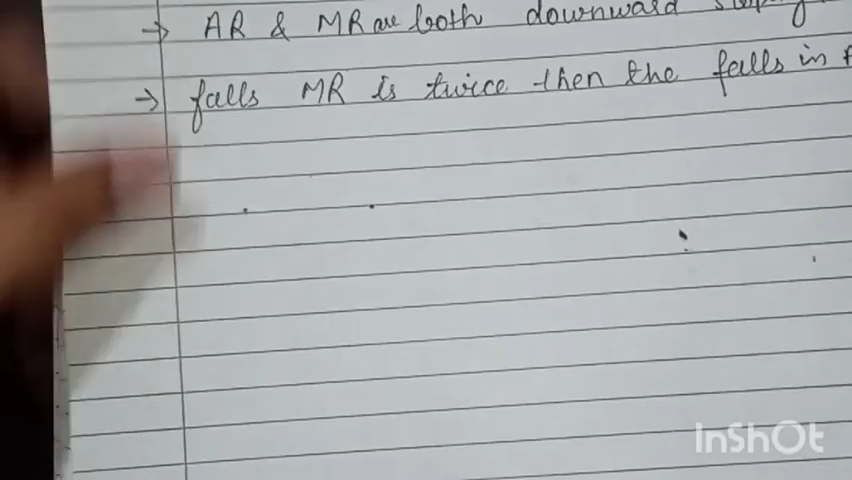 → AR & MR are both downward
→ falls MR is twice then the falls in
InShOt